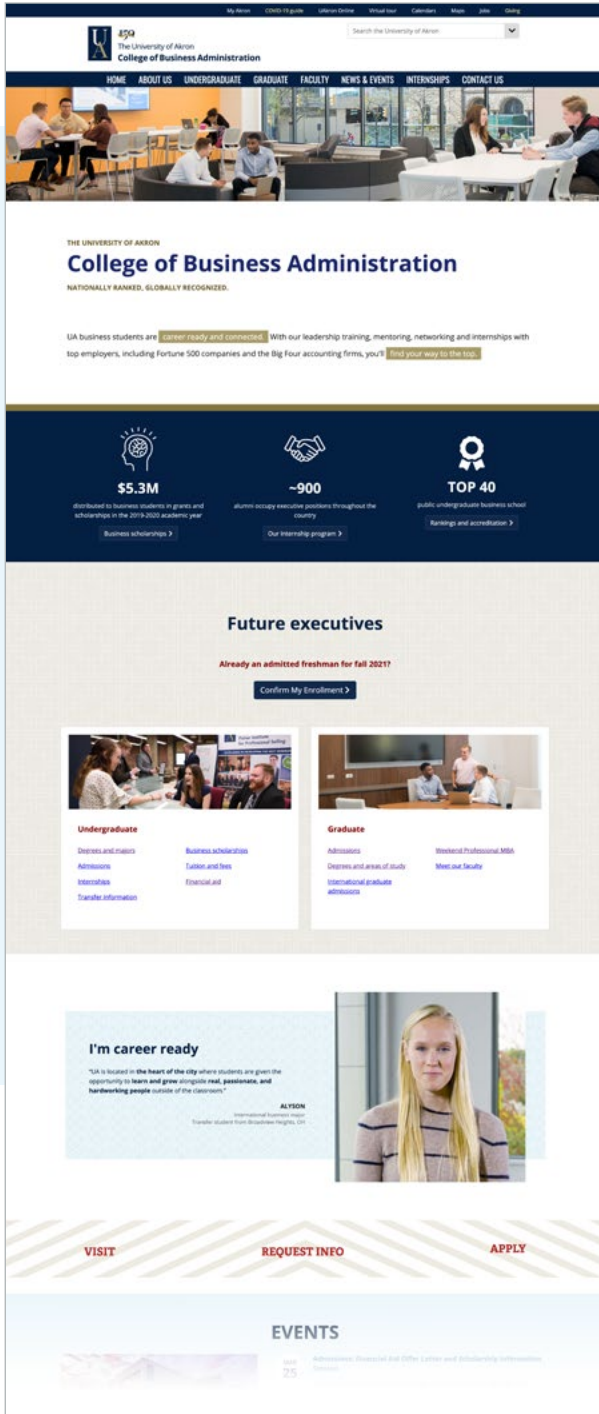 My Akron COVID-19 guide UAkron Online Virtual tour Calendars Maps Jobs Giving
Search the University of Akron
UA
The University of Akron
College of Business Administration
HOME ABOUT US UNDERGRADUATE GRADUATE FACULTY NEWS & EVENTS INTERNSHIPS CONTACT US
THE UNIVERSITY OF AKRON
College of Business Administration
NATIONALLY RANKED, GLOBALLY RECOGNIZED.
UA business students are career ready and connected. With our leadership training, mentoring, networking and internships with
top employers, including Fortune 500 companies and the Big Four accounting firms, you'll find your way to the top.
$5.3M
distributed to business students in grants and
scholarships in the 2019-2020 academic year
Business scholarships >
~900
alumni occupy executive positions throughout the
country
Our internship program >
TOP 40
public undergraduate business school
Rankings and accreditation >
Future executives
Already an admitted freshman for fall 2021?
Confirm My Enrollment >
Undergraduate
Degrees and majors
Admissions
Internships
Transfer information
Business scholarships
Tuition and fees
Financial aid
Graduate
Admissions
Degrees and areas of study
International graduate
admissions
Weekend Professional MBA
Meet our faculty
I'm career ready
"UA is located in the heart of the city where students are given the
opportunity to learn and grow alongside real, passionate, and
hardworking people outside of the classroom."
ALYSON
International business major
Transfer student from Broadview Heights, OH
VISIT REQUEST INFO APPLY
EVENTS
25
Admissions: Financial Aid Offer Letter and Scholarship Information